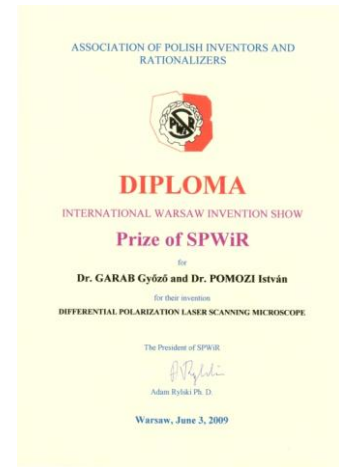 ASSOCIATION OF POLISH INVENTORS AND
RATIONALIZERS
DIPLOMA
INTERNATIONAL WARSAW INVENTION SHOW
Prize of SPWiR
for
Dr. GARAB Győző and Dr. POMOZI István
for their invention
DIFFERENTIAL POLARIZATION LASER SCANNING MICROSCOPE
The President of SPWiR
Adam Rylski Ph. D.
Warsaw, June 3, 2009